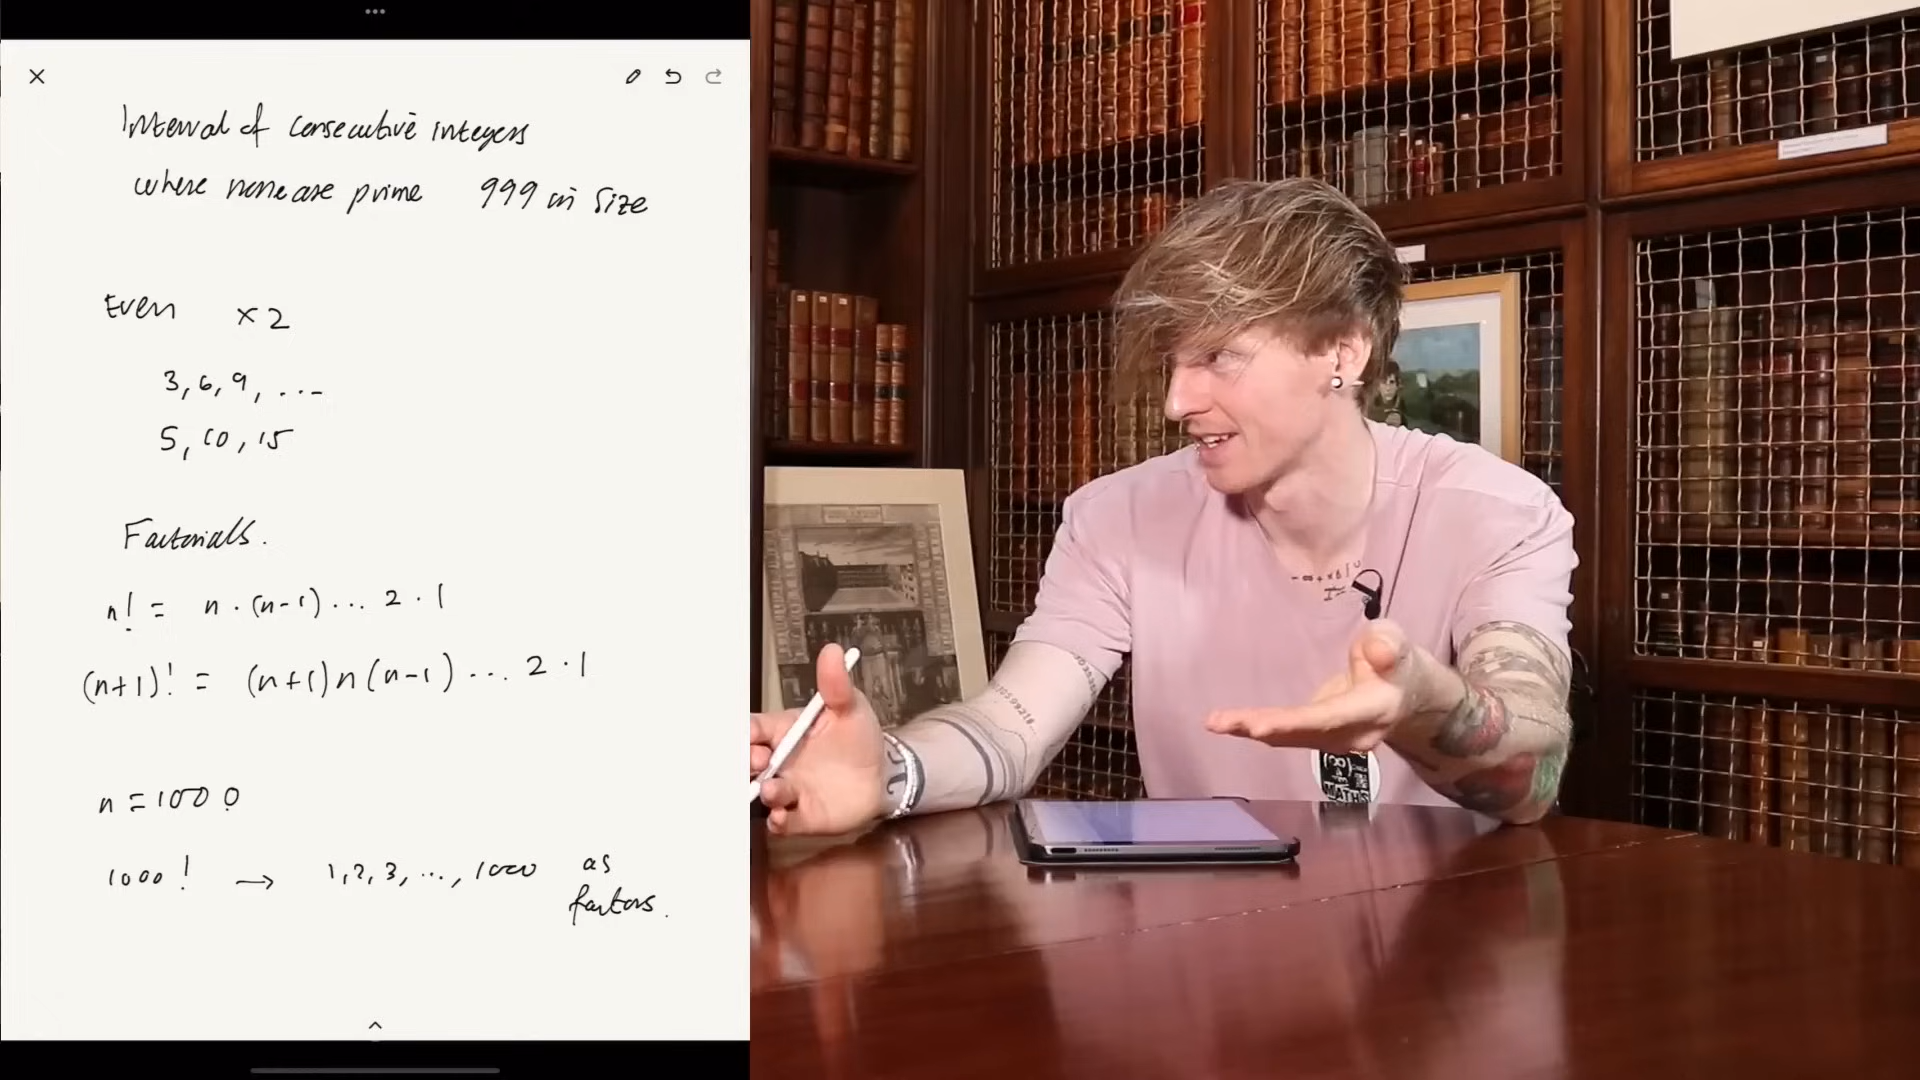 Interval of consecutive integers
where none are prime 999 in size
Even × 2
3, 6, 9, ...
5, 10, 15
Factorials.
n! = n · (n-1) ... 2 · 1
(n+1)! = (n+1) n (n-1) ... 2 · 1
n = 1000
1000! → 1, 2, 3, ..., 1000 as
factors.
MATHS